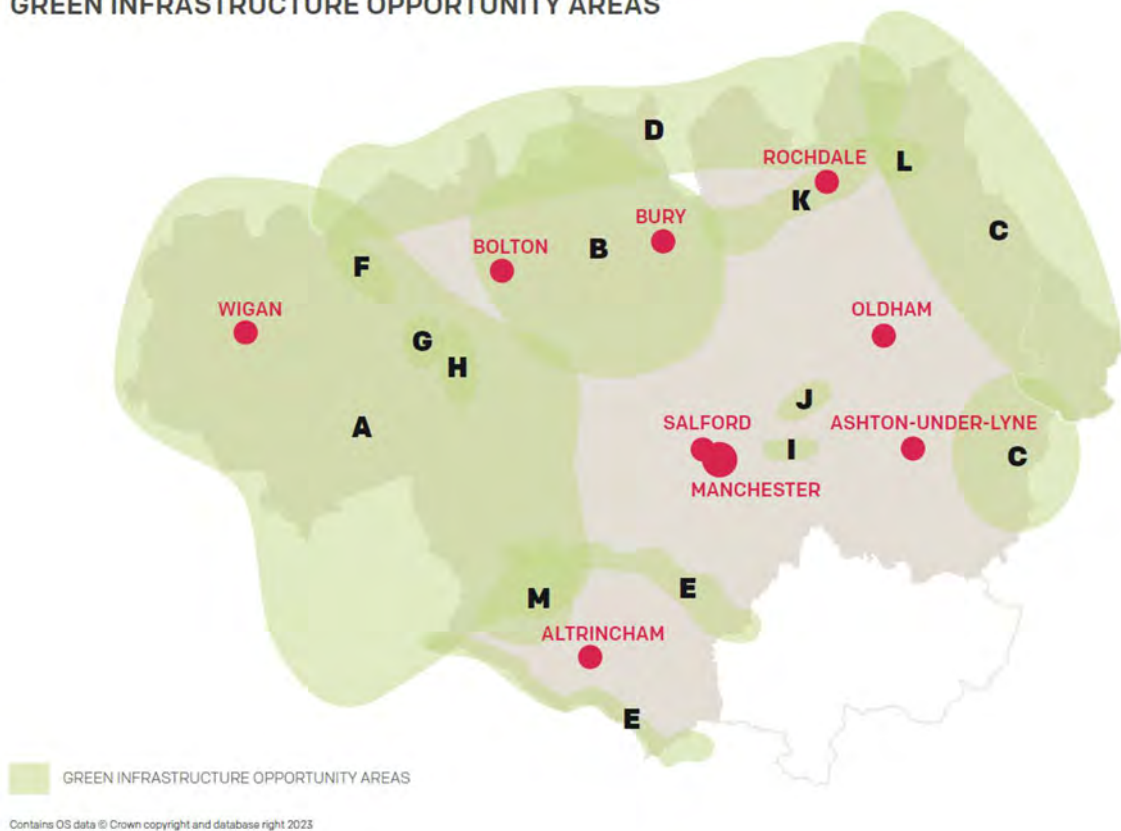 GREEN INFRASTRUCTURE OPPORTUNITY AREAS
D
ROCHDALE
L
K
BURY
C
BOLTON
B
F
WIGAN
OLDHAM
G
H
J
A
SALFORD
ASHTON-UNDER-LYNE
I
C
MANCHESTER
E
M
ALTRINCHAM
E
GREEN INFRASTRUCTURE OPPORTUNITY AREAS
Contains OS data © Crown copyright and database right 2023